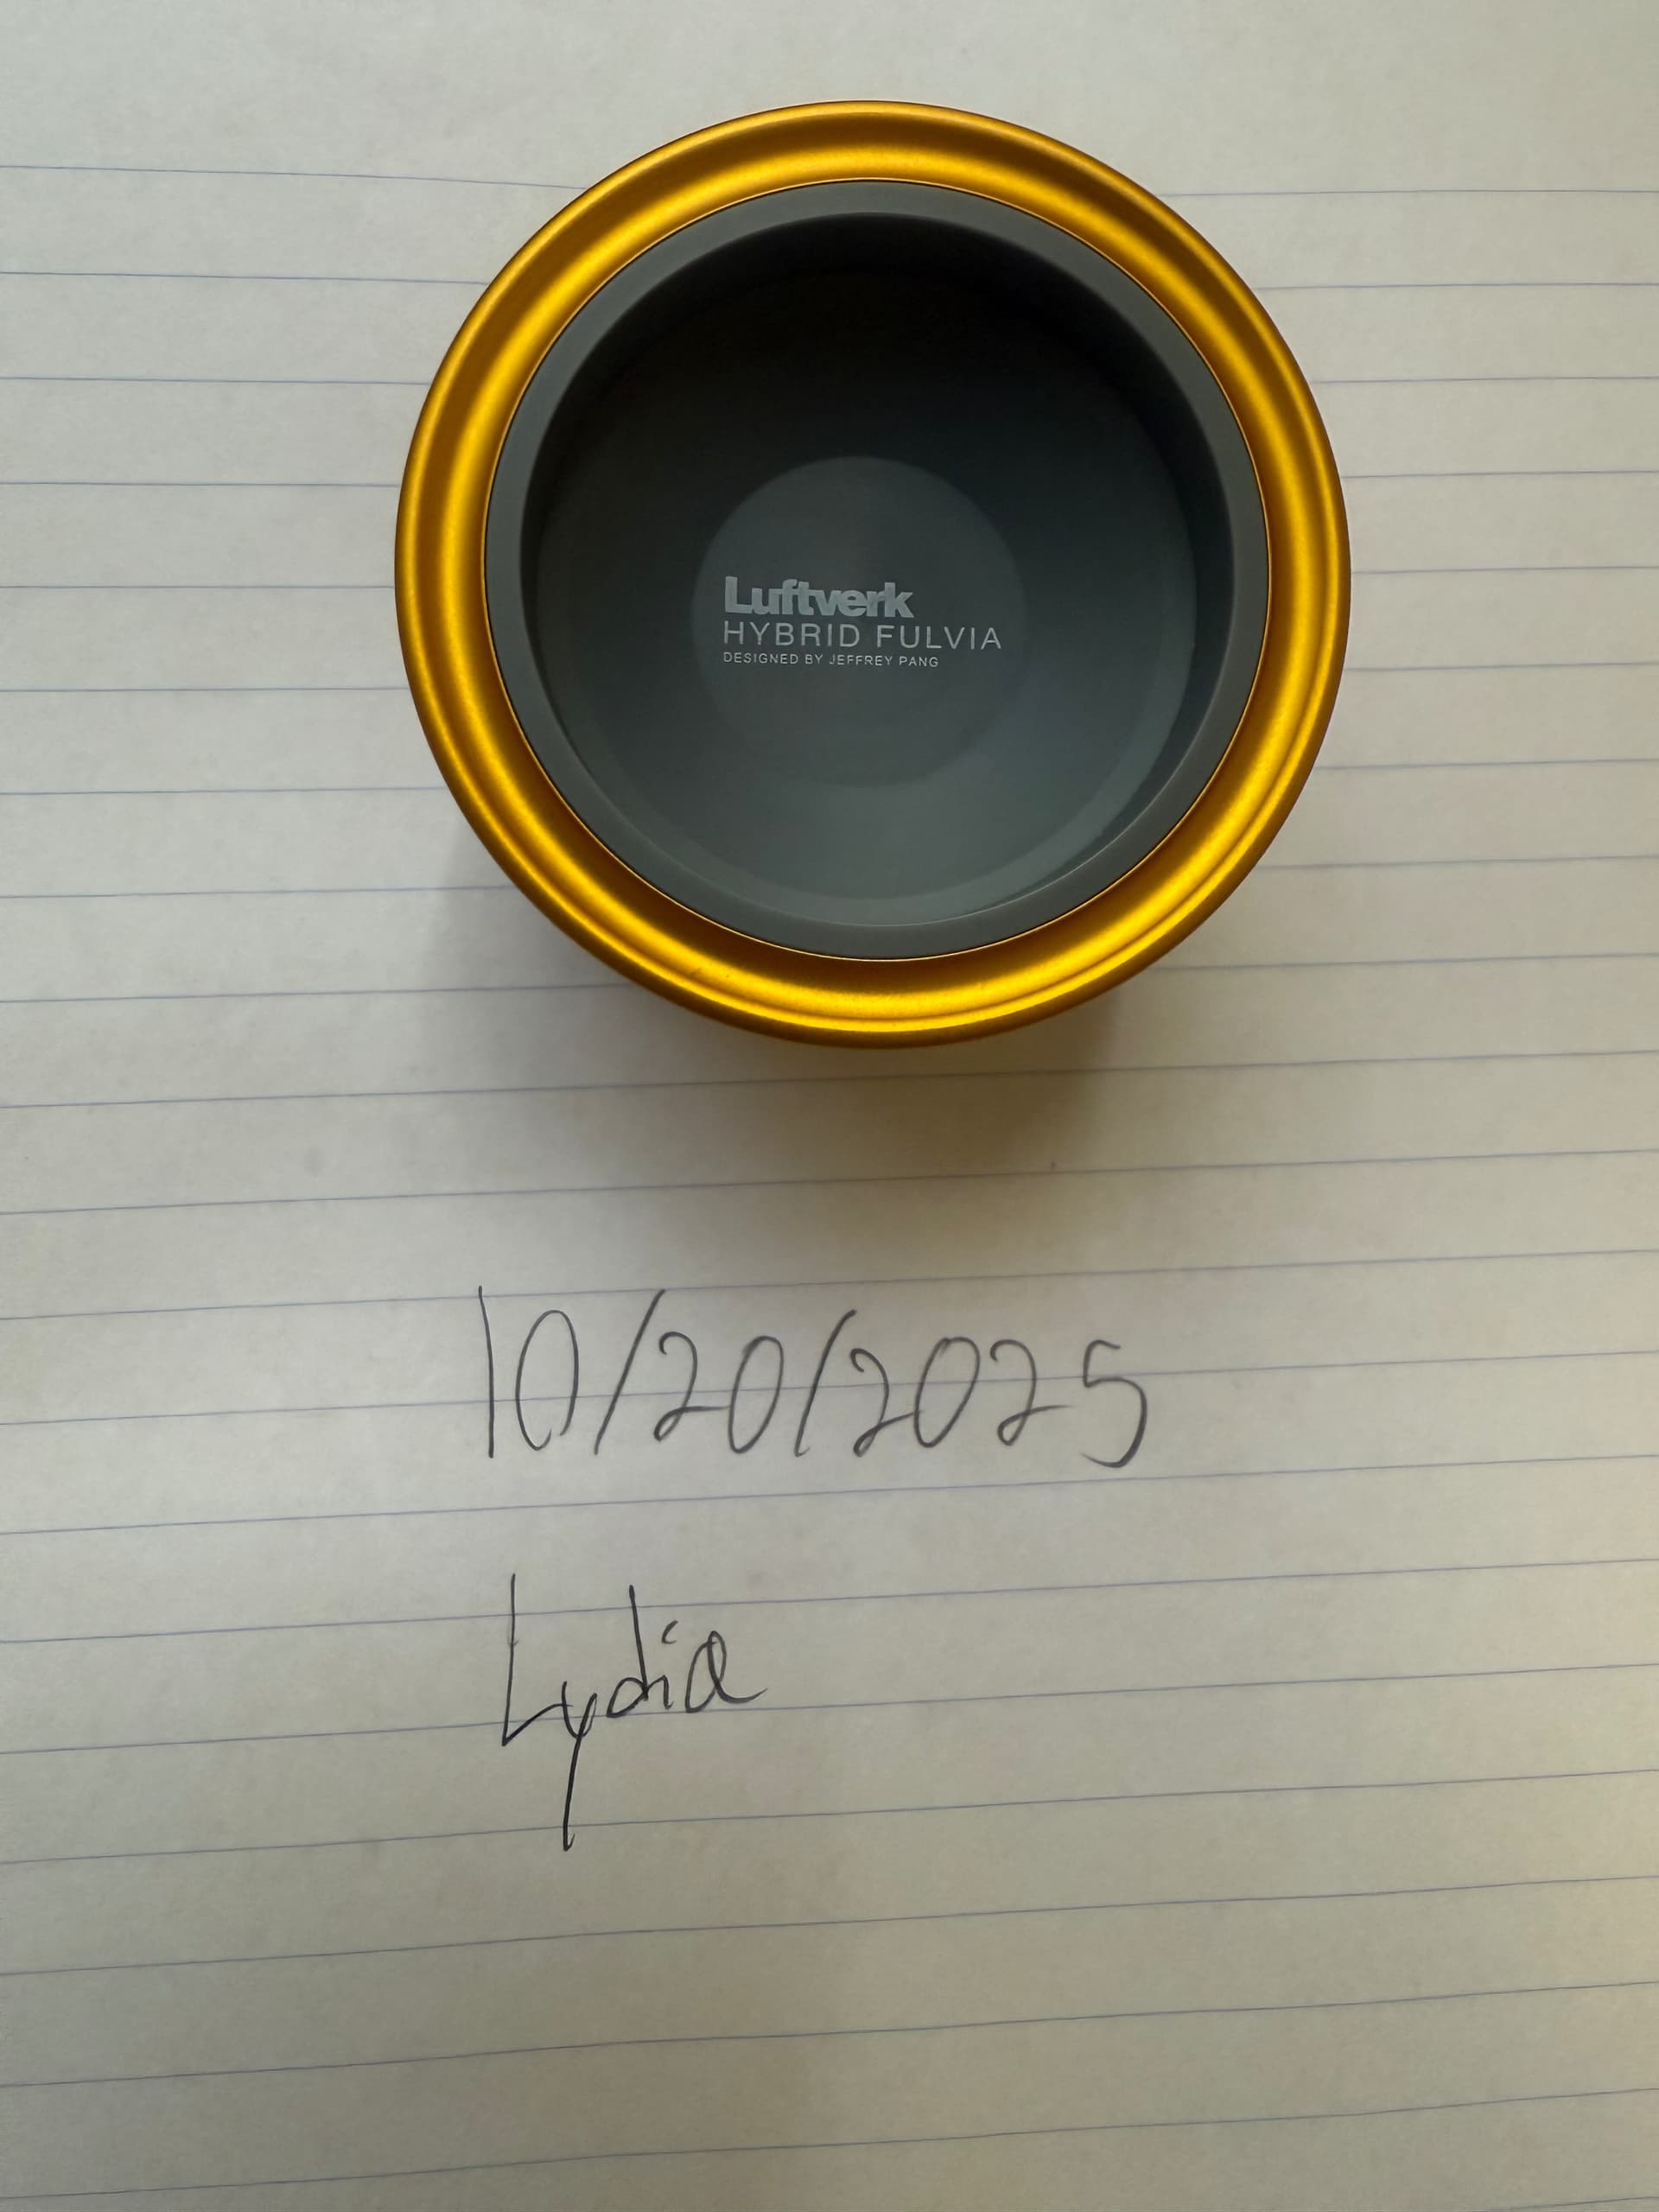 Luftverk
HYBRID FULVIA
DESIGNED BY JEFFREY PANG
10/20/2025
Lydia